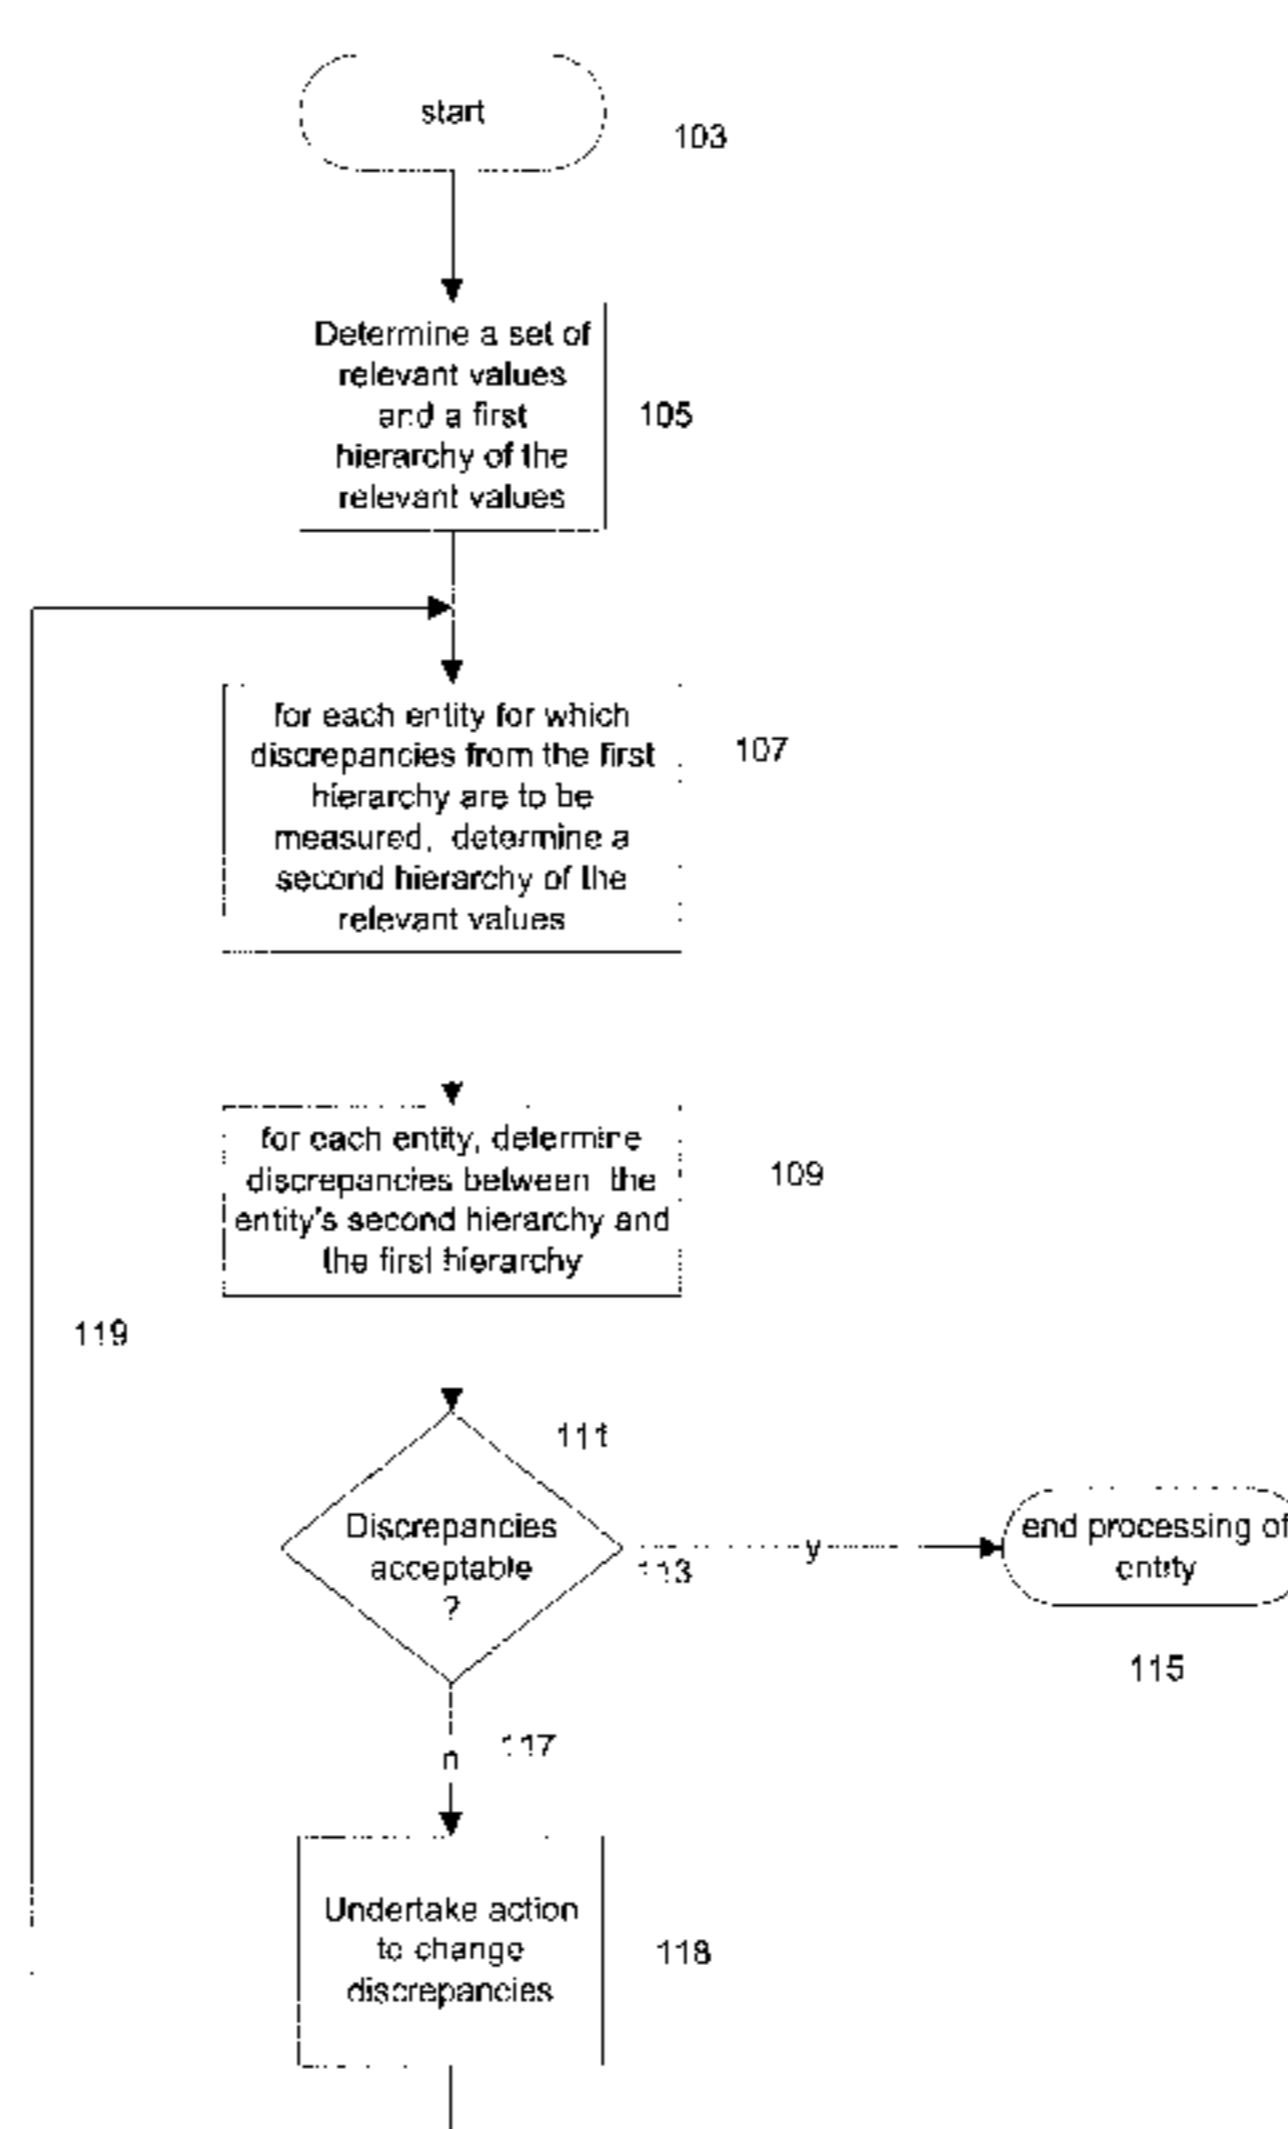 start
103
Determine a set of
relevant values
and a first
hierarchy of the
relevant values
105
for each entity for which
discrepancies from the first
hierarchy are to be
measured, determine a
second hierarchy of the
relevant values
107
for each entity, determine
discrepancies between the
entity's second hierarchy and
the first hierarchy
109
119
111
Discrepancies
acceptable
?
113
y
end processing of
entity
115
n
117
Undertake action
to change
discrepancies
118